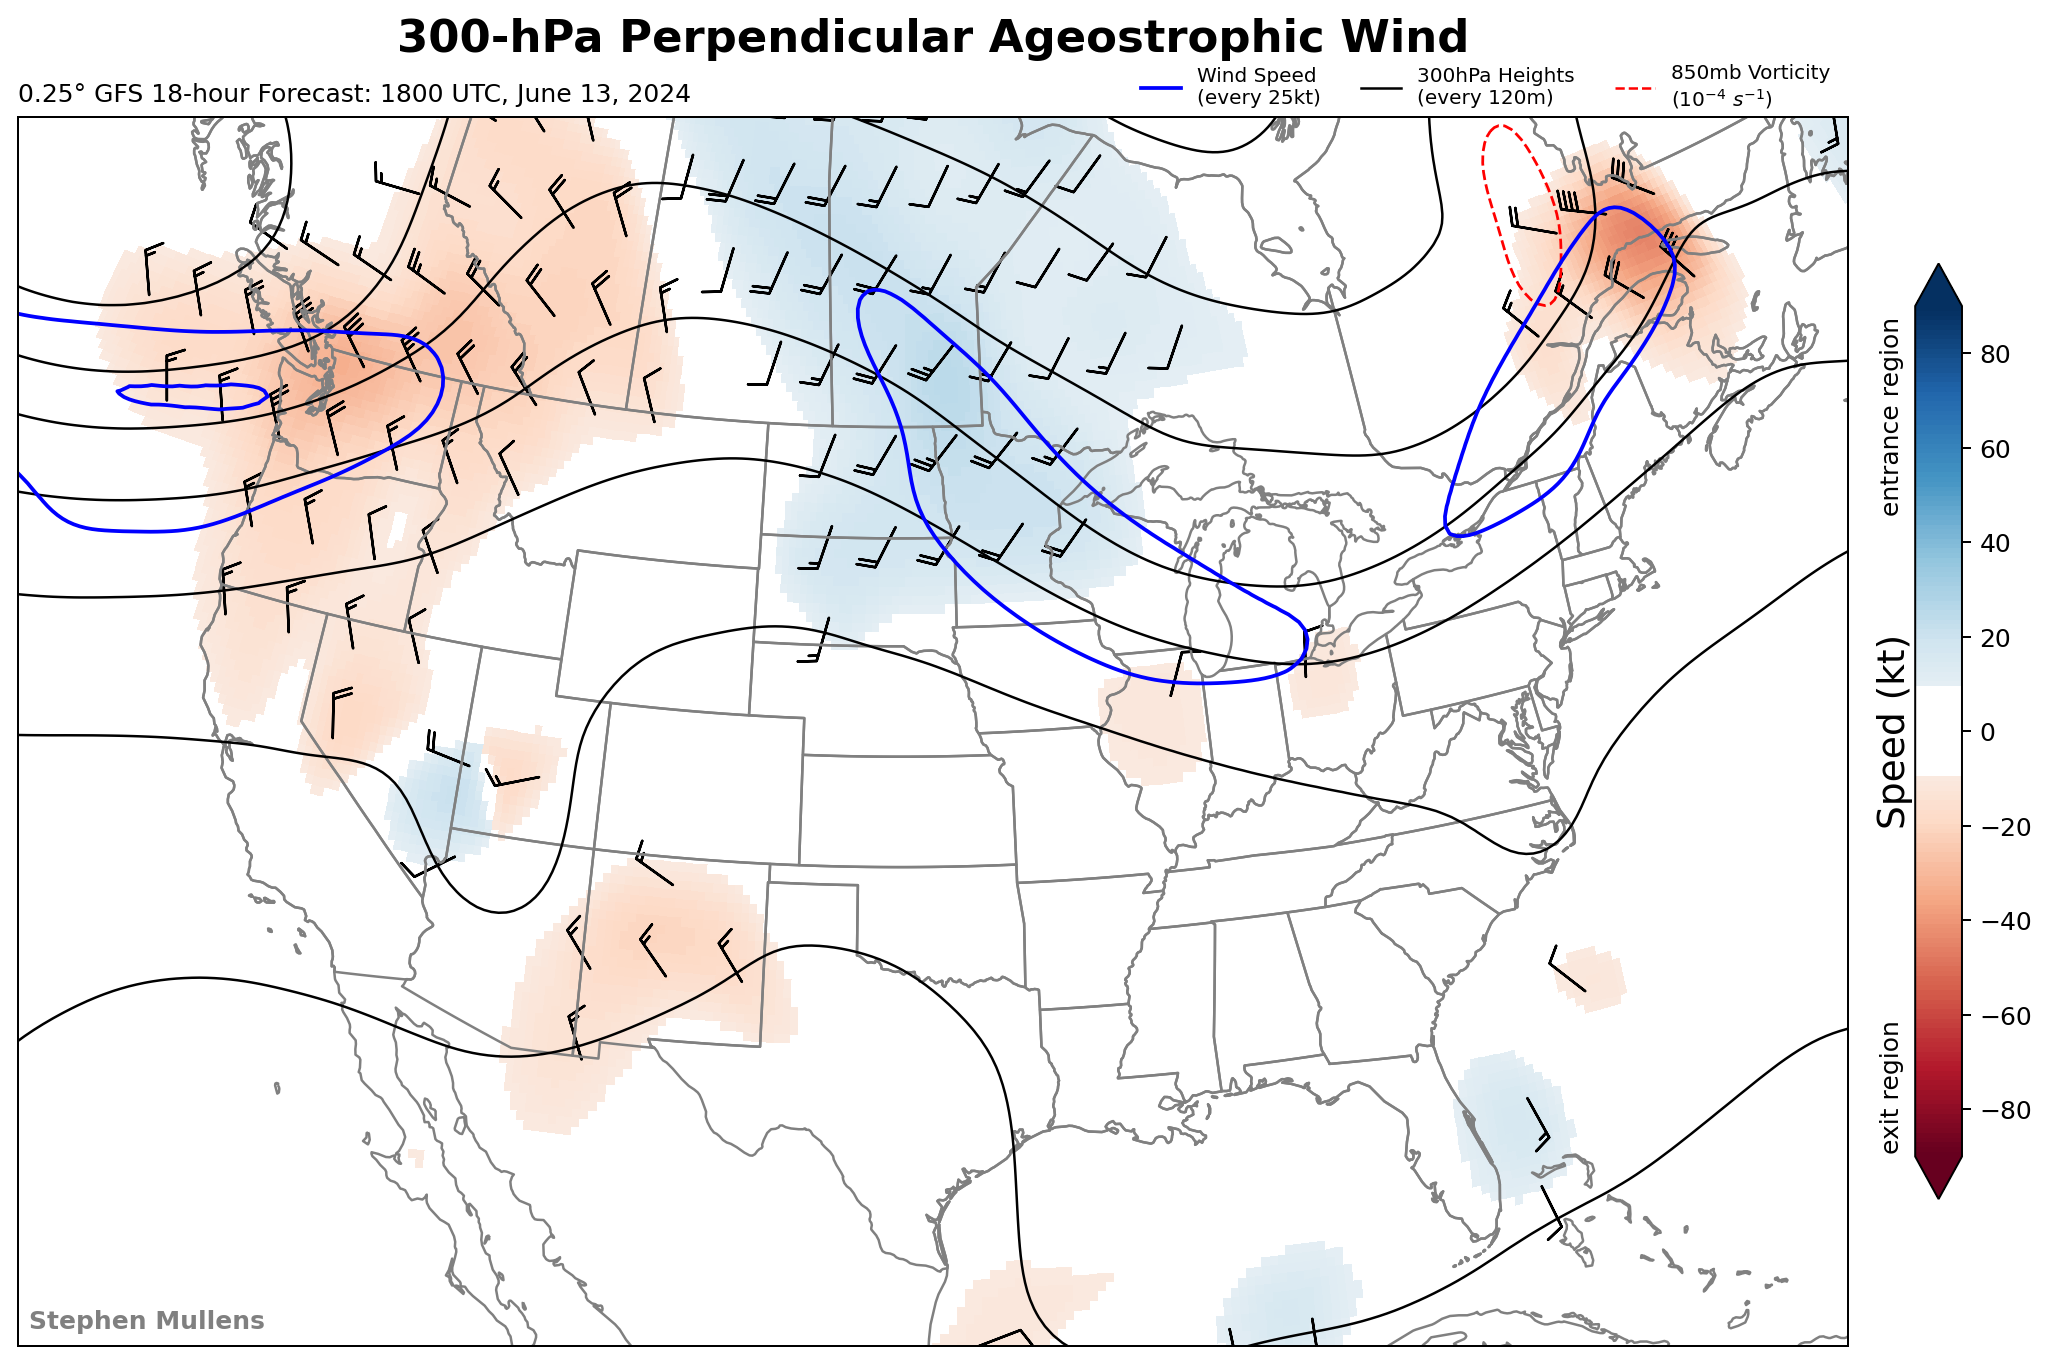 300-hPa Perpendicular Ageostrophic Wind
0.25° GFS 18-hour Forecast: 1800 UTC, June 13, 2024
Wind Speed
(every 25kt)
300hPa Heights
(every 120m)
850mb Vorticity
(10⁻⁴ s⁻¹)
entrance region
Speed (kt)
exit region
80
60
40
20
0
−20
−40
−60
−80
Stephen Mullens